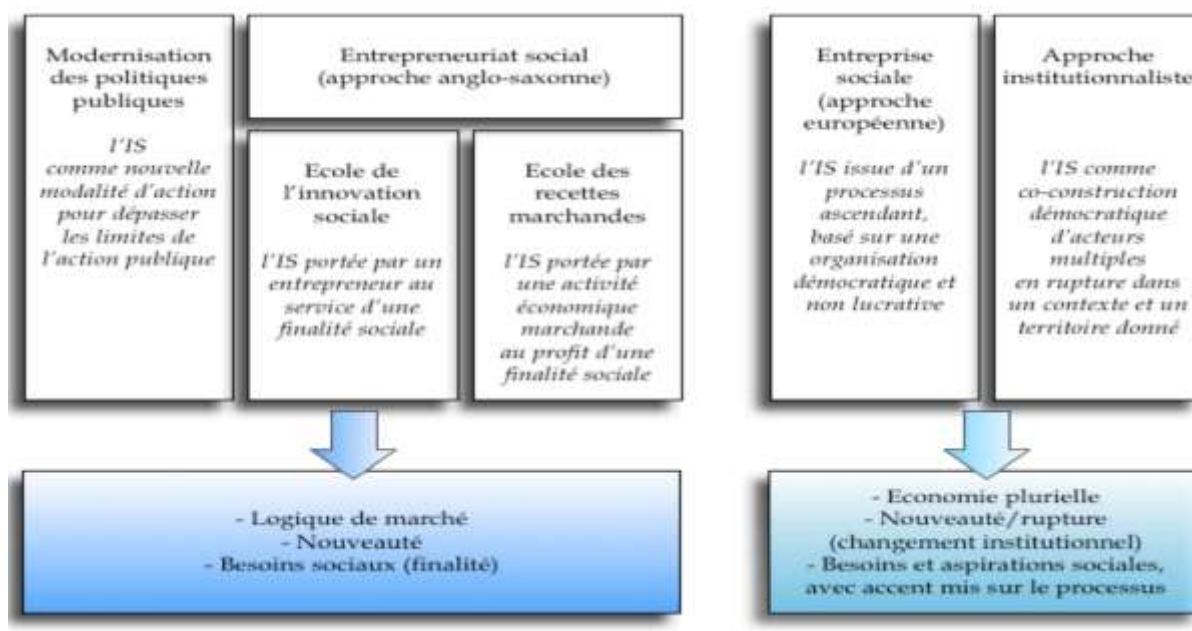 Modernisation
des politiques
publiques
l'IS
comme nouvelle
modalité d'action
pour dépasser
les limites de
l'action publique
Entrepreneuriat social
(approche anglo-saxonne)
Ecole de
l'innovation
sociale
l'IS portée par un
entrepreneur au
service d'une
finalité sociale
Ecole des
recettes
marchandes
l'IS portée par
une activité
économique
marchande
au profit d'une
finalité sociale
Entreprise
sociale
(approche
européenne)
l'IS issue d'un
processus
ascendant,
basé sur une
organisation
démocratique et
non lucrative
Approche
institutionnaliste
l'IS comme
co-construction
démocratique
d'acteurs
multiples
en rupture dans
un contexte et un
territoire donné
- Logique de marché
- Nouveauté
- Besoins sociaux (finalité)
- Economie plurielle
- Nouveauté/rupture
(changement institutionnel)
- Besoins et aspirations sociales,
avec accent mis sur le processus